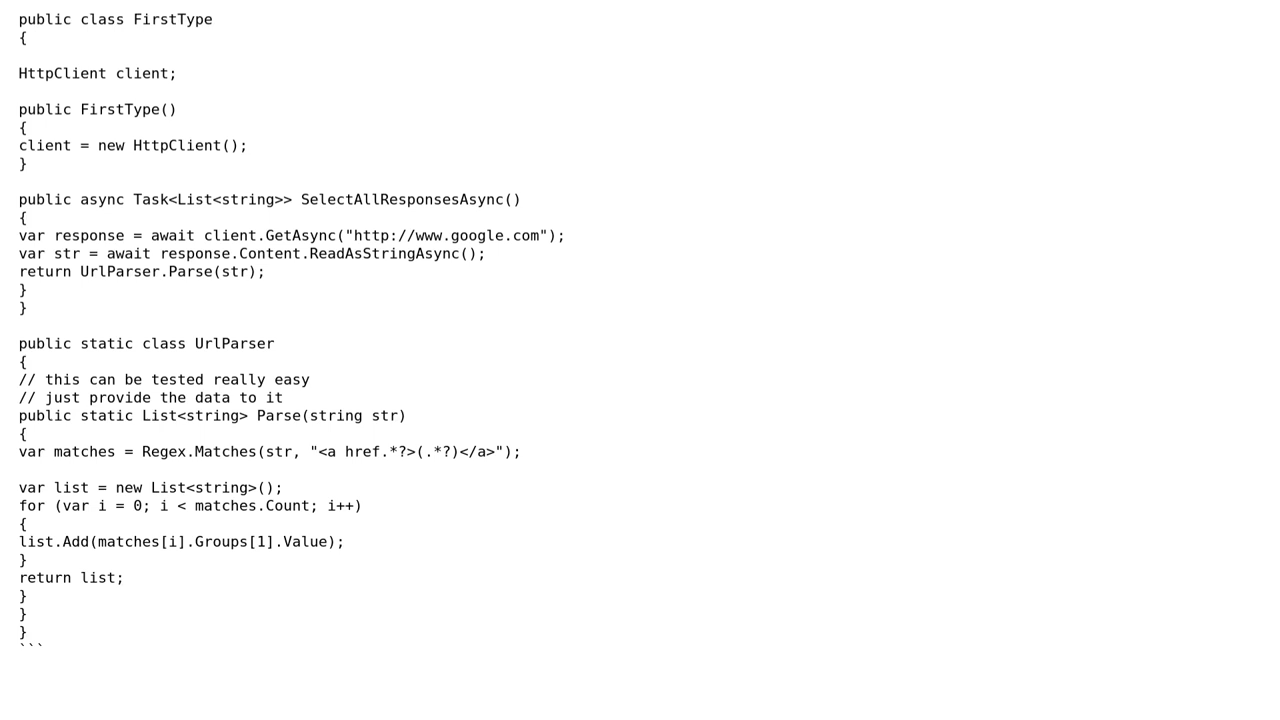 public class FirstType
{
HttpClient client;
public FirstType()
{
client = new HttpClient();
}
public async Task<List<string>> SelectAllResponsesAsync()
{
var response = await client.GetAsync("http://www.google.com");
var str = await response.Content.ReadAsStringAsync();
return UrlParser.Parse(str);
}
}
public static class UrlParser
{
// this can be tested really easy
// just provide the data to it
public static List<string> Parse(string str)
{
var matches = Regex.Matches(str, "<a href.*?>(.*?)</a>");
var list = new List<string>();
for (var i = 0; i < matches.Count; i++)
{
list.Add(matches[i].Groups[1].Value);
}
return list;
}
}
}
```